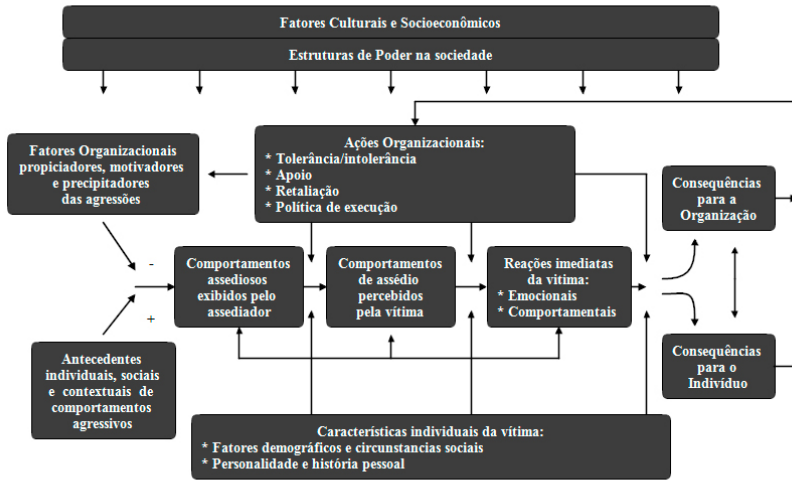 Fatores Culturais e Socioeconômicos
Estruturas de Poder na sociedade
Ações Organizacionais:
* Tolerância/intolerância
* Apoio
* Retaliação
* Política de execução
Fatores Organizacionais
propiciadores, motivadores
e precipitadores
das agressões
Consequências
para a
Organização
-
Comportamentos
assediosos
exibidos pelo
assediador
Comportamentos
de assédio
percebidos
pela vítima
Reações imediatas
da vitima:
* Emocionais
* Comportamentais
+
Antecedentes
individuais, sociais
e contextuais de
comportamentos
agressivos
Consequências
para o
Indivíduo
Características individuais da vítima:
* Fatores demográficos e circunstancias sociais
* Personalidade e história pessoal